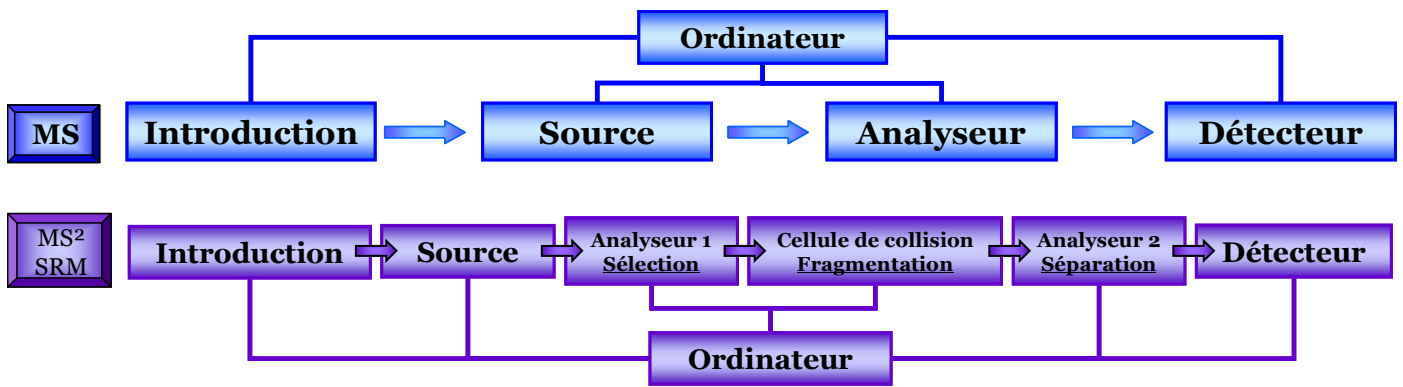 Ordinateur
MS
Introduction
Source
Analyseur
Détecteur
MS²
SRM
Introduction
Source
Analyseur 1
Sélection
Cellule de collision
Fragmentation
Analyseur 2
Séparation
Détecteur
Ordinateur